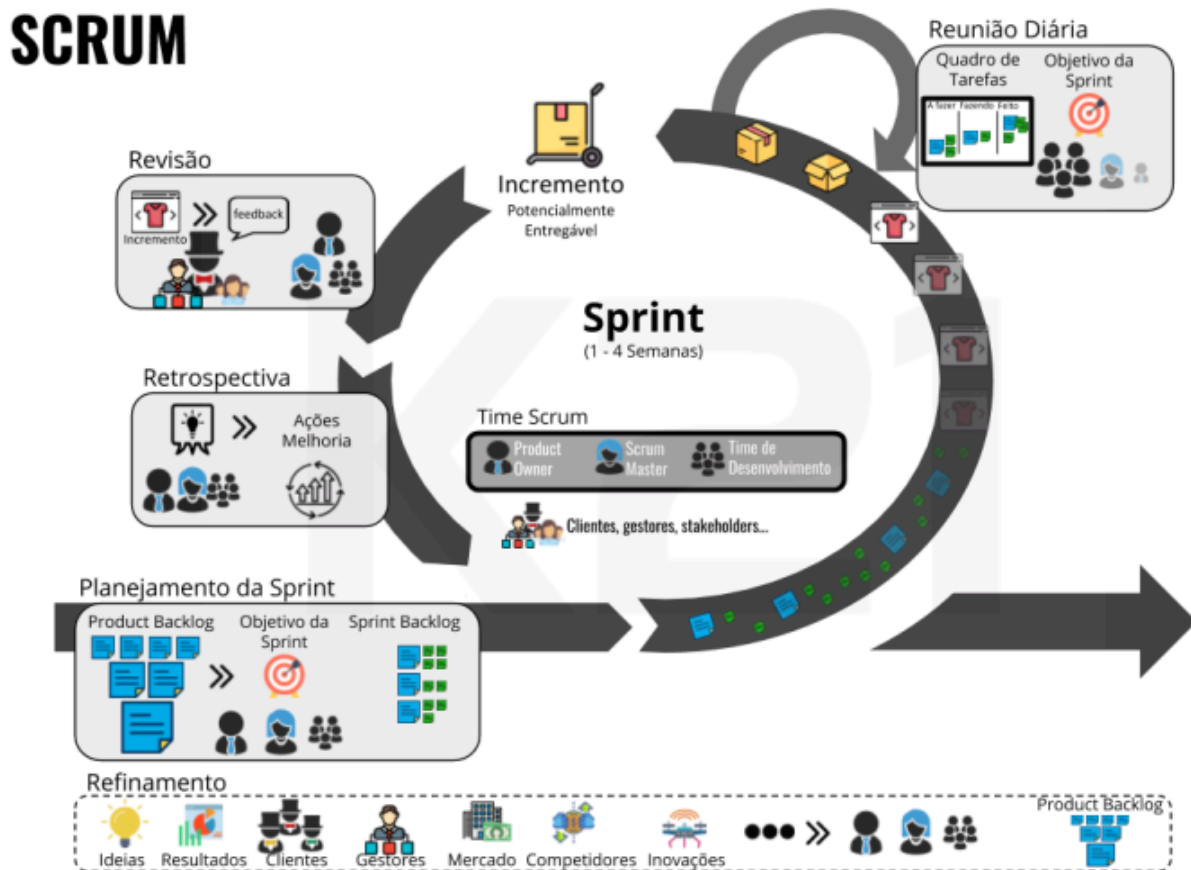 SCRUM
Reunião Diária
Quadro de
Tarefas
Objetivo da
Sprint
A fazer Fazendo Feito
Incremento
Potencialmente
Entregável
Revisão
feedback
Incremento
Sprint
(1 - 4 Semanas)
Retrospectiva
Ações
Melhoria
Time Scrum
Product
Owner
Scrum
Master
Time de
Desenvolvimento
Clientes, gestores, stakeholders...
Planejamento da Sprint
Product Backlog
Objetivo da
Sprint
Sprint Backlog
Refinamento
Ideias
Resultados
Clientes
Gestores
Mercado
Competidores
Inovações
Product Backlog
K21